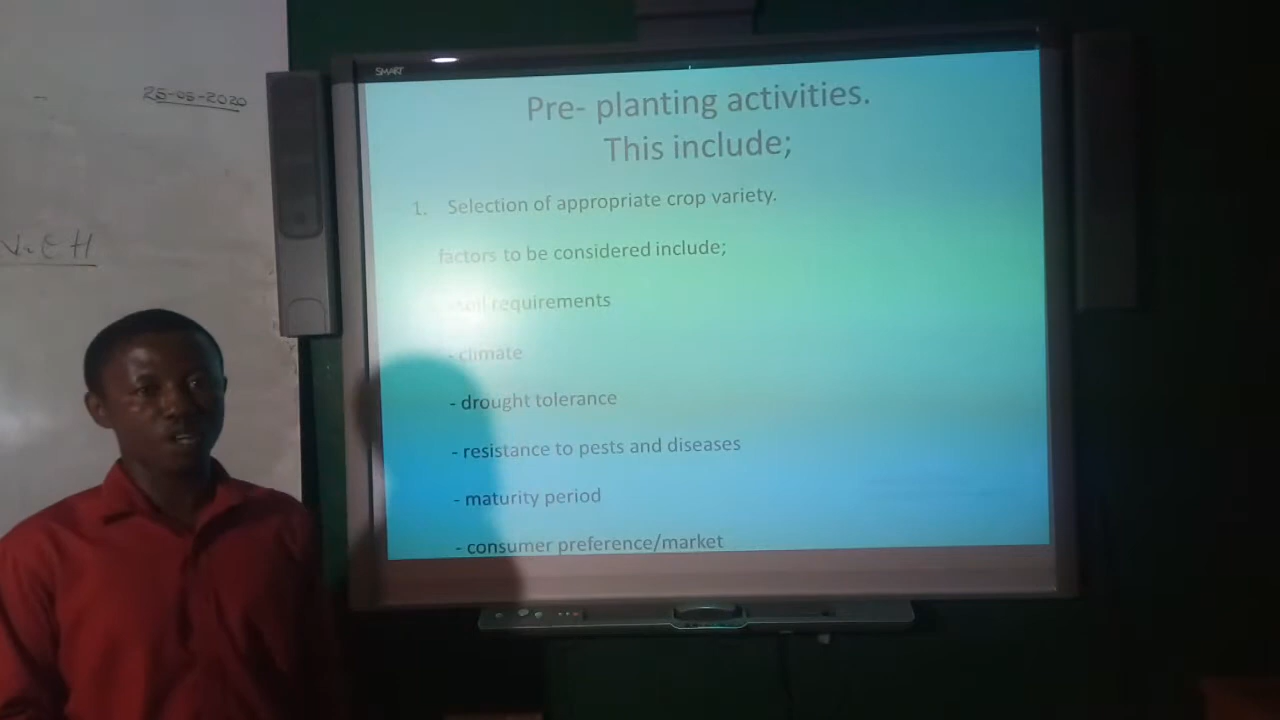 SMART
25-05-2020
Pre- planting activities.
This include;
1. Selection of appropriate crop variety.
factors to be considered include;
-soil requirements
- climate
- drought tolerance
- resistance to pests and diseases
- maturity period
- consumer preference/market